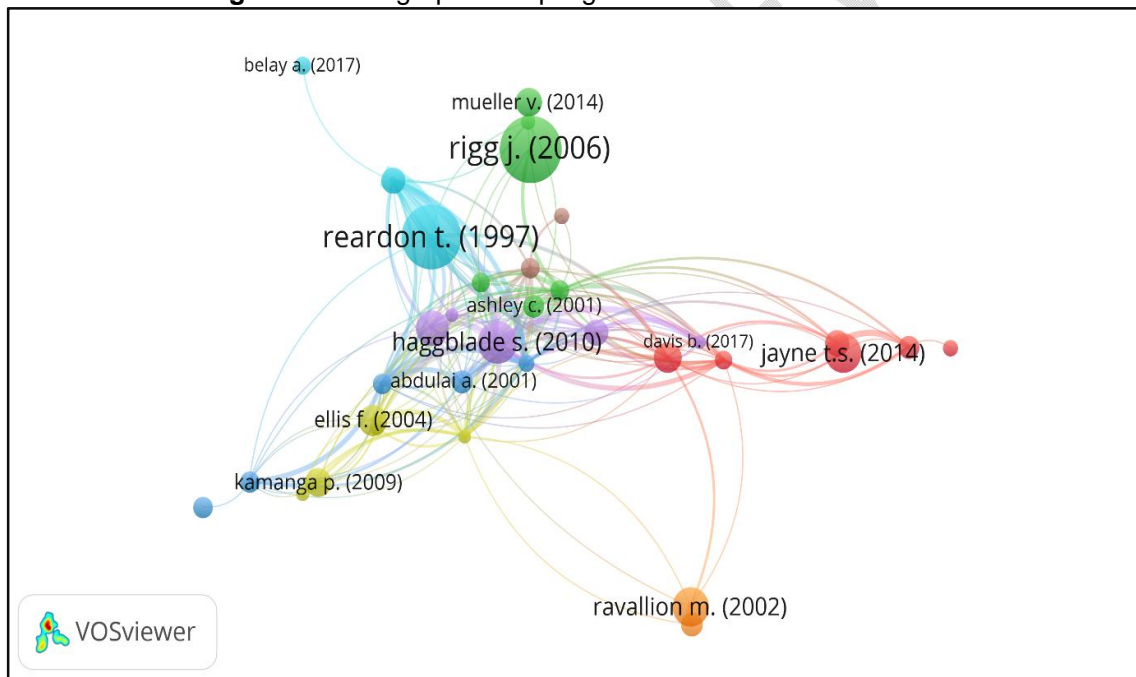 belay a. (2017)
mueller v. (2014)
rigg j. (2006)
reardon t. (1997)
ashley c. (2001)
haggblade s. (2010)
davis b. (2017)
jayne t.s. (2014)
abdulai a. (2001)
ellis f. (2004)
kamanga p. (2009)
ravallion m. (2002)
VOSviewer